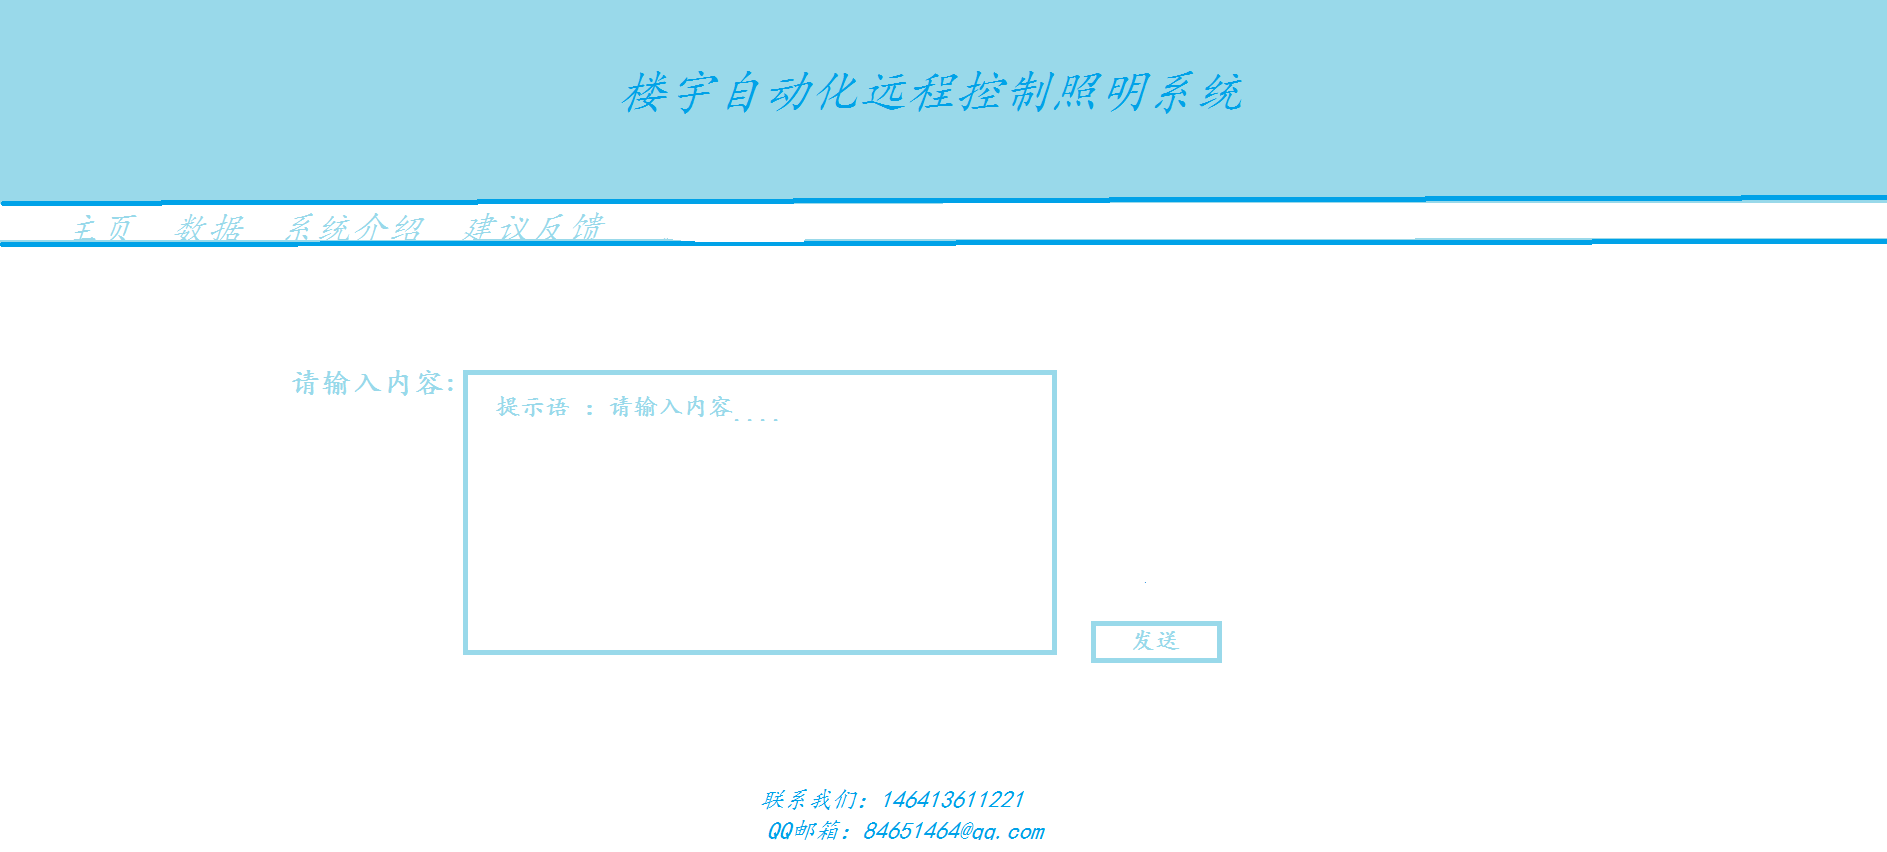 楼宇自动化远程控制照明系统
主页 数据 系统介绍 建议反馈
请输入内容:
提示语 : 请输入内容....
发送
联系我们: 146413611221
QQ邮箱: 84651464@qq.com